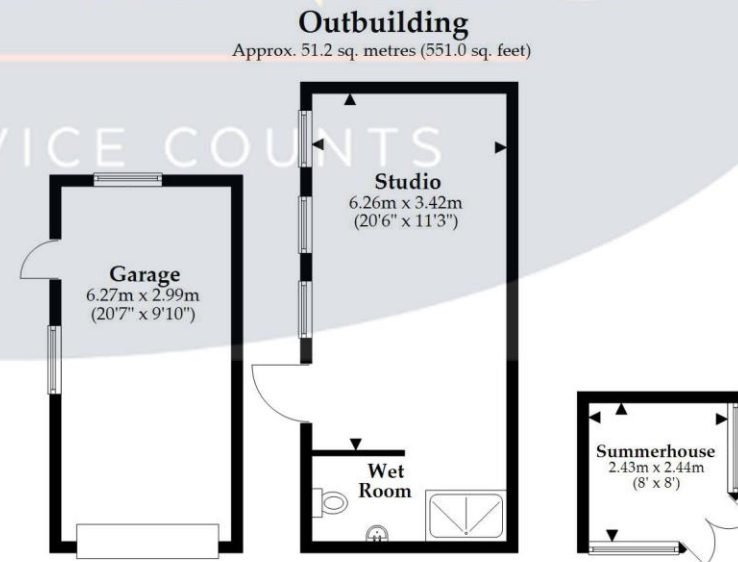 Outbuilding
Approx. 51.2 sq. metres (551.0 sq. feet)
VICE COUNTS
Studio
6.26m x 3.42m
(20'6" x 11'3")
Garage
6.27m x 2.99m
(20'7" x 9'10")
Summerhouse
2.43m x 2.44m
(8' x 8')
Wet
Room